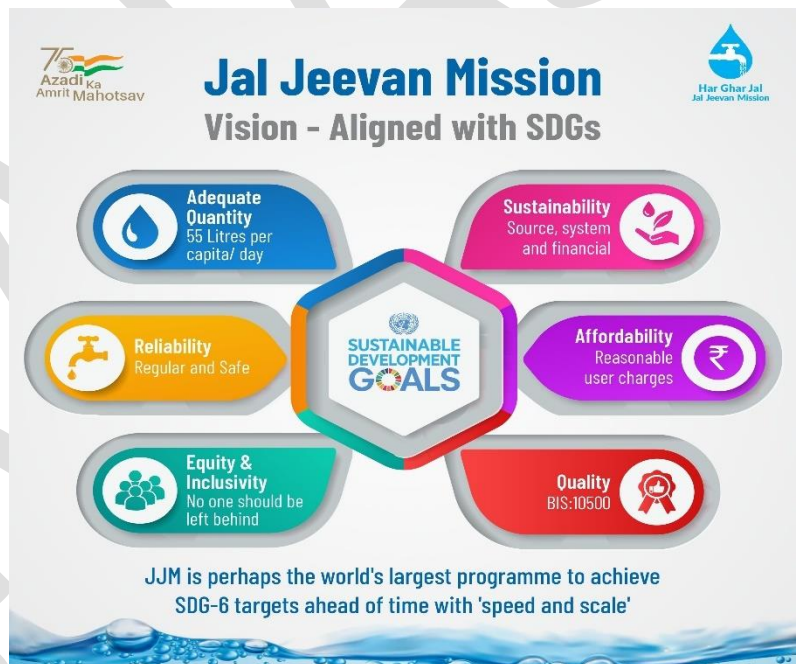 75
Azadi Ka
Amrit Mahotsav
Jal Jeevan Mission
Vision - Aligned with SDGs
Har Ghar Jal
Jal Jeevan Mission
Adequate
Quantity
55 Litres per
capita/ day
Sustainability
Source, system
and financial
Reliability
Regular and Safe
SUSTAINABLE
DEVELOPMENT
GOALS
Affordability
Reasonable
user charges
₹
Equity &
Inclusivity
No one should be
left behind
Quality
BIS:10500
JJM is perhaps the world's largest programme to achieve
SDG-6 targets ahead of time with 'speed and scale'